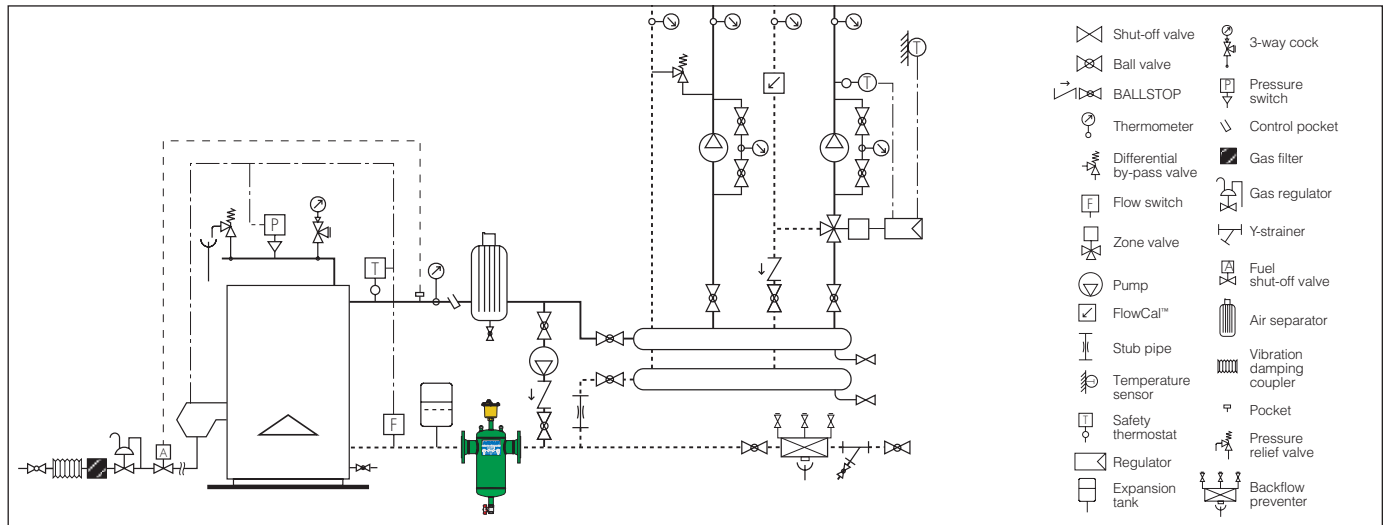 T
T
P
T
F
A
Shut-off valve
Ball valve
BALLSTOP
Thermometer
Differential
by-pass valve
F
Flow switch
Zone valve
Pump
FlowCal™
Stub pipe
Temperature
sensor
T
Safety
thermostat
Regulator
Expansion
tank
3-way cock
P
Pressure
switch
Control pocket
Gas filter
Gas regulator
Y-strainer
A
Fuel
shut-off valve
Air separator
Vibration
damping
coupler
Pocket
Pressure
relief valve
Backflow
preventer